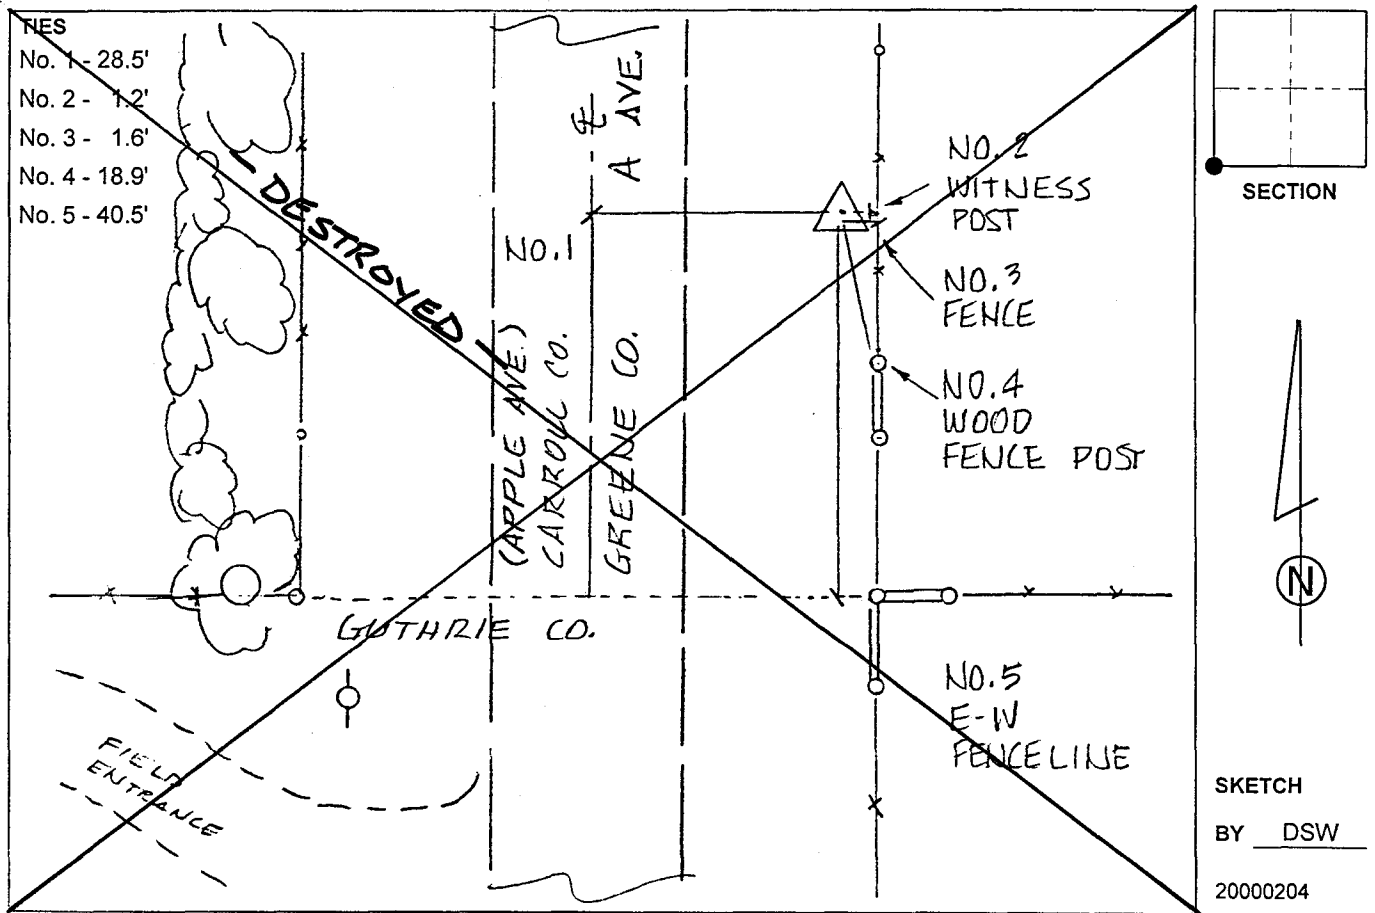 TIES
No. 1 - 28.5'
No. 2 - 1.2'
No. 3 - 1.6'
No. 4 - 18.9'
No. 5 - 40.5'
DESTROYED
℄
A AVE.
NO.1
(APPLE AVE.)
CARROLL CO.
GREENE CO.
GUTHRIE CO.
NO.2
WITNESS
POST
NO.3
FENCE
NO.4
WOOD
FENCE POST
NO.5
E-W
FENCELINE
FIELD
ENTRANCE
SECTION
N
SKETCH
BY DSW
20000204